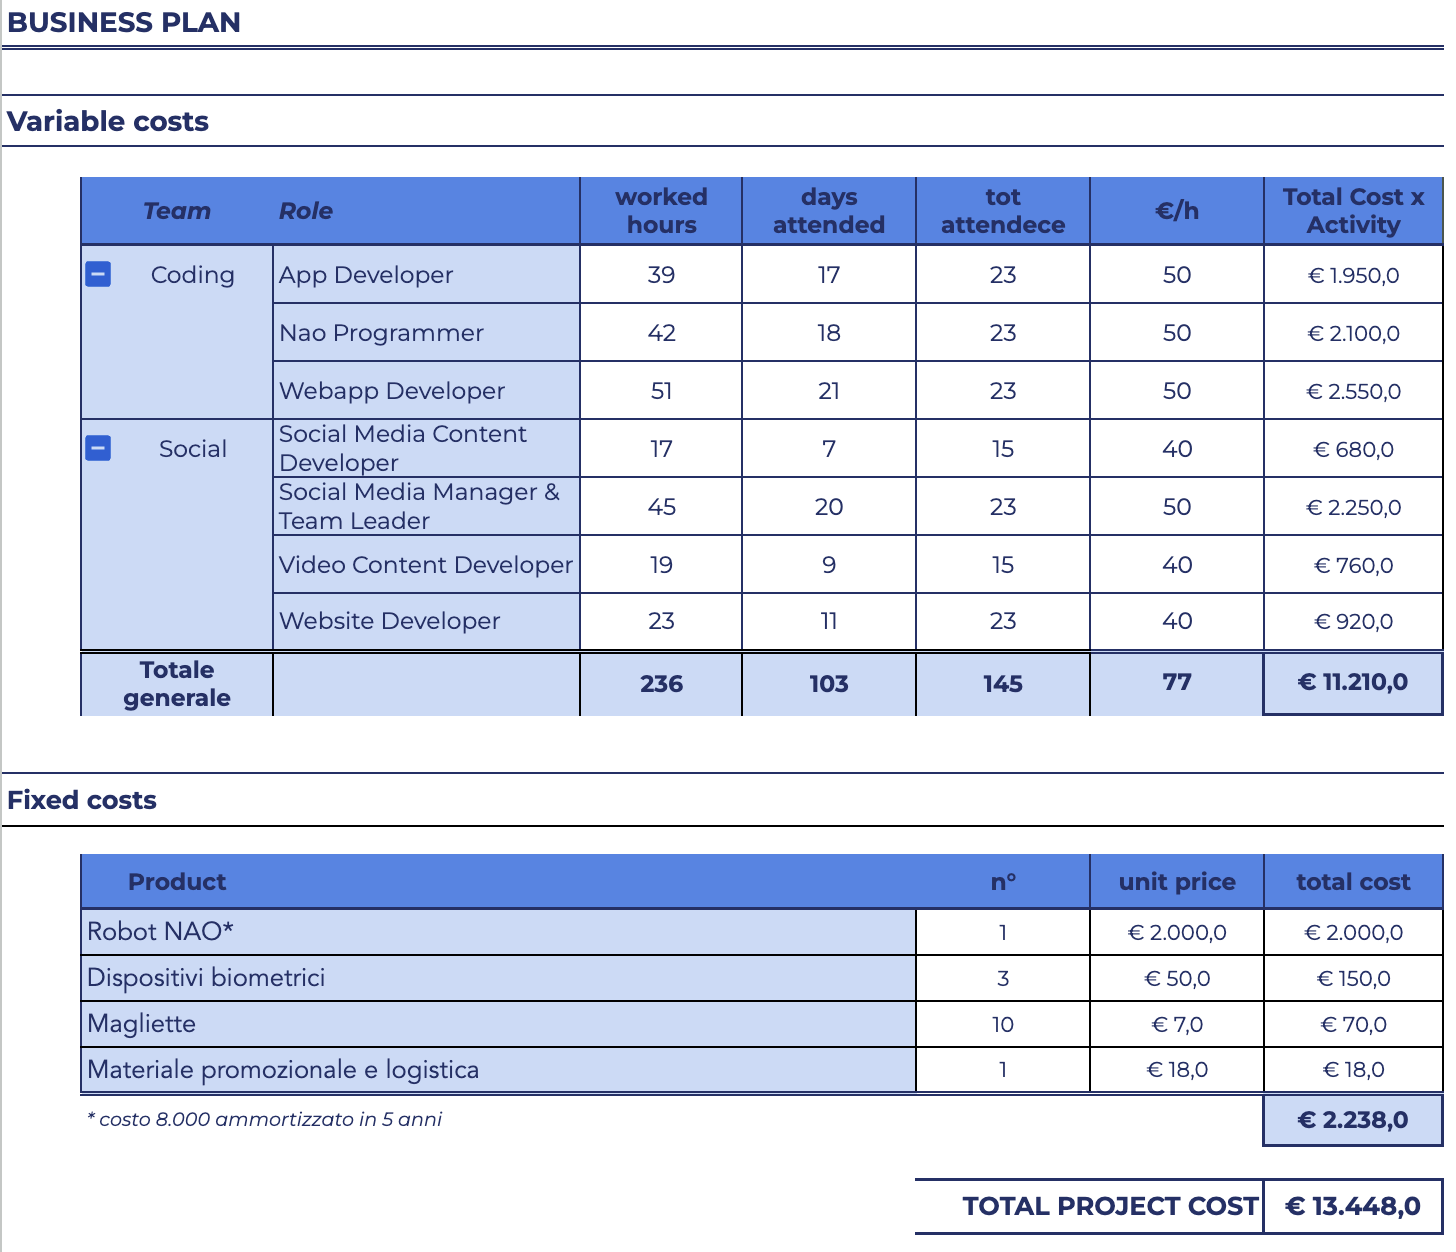 BUSINESS PLAN
Variable costs
Team Role worked hours days attended tot attendece €/h Total Cost x Activity
Coding App Developer 39 17 23 50 € 1.950,0
Nao Programmer 42 18 23 50 € 2.100,0
Webapp Developer 51 21 23 50 € 2.550,0
Social Social Media Content Developer 17 7 15 40 € 680,0
Social Media Manager & Team Leader 45 20 23 50 € 2.250,0
Video Content Developer 19 9 15 40 € 760,0
Website Developer 23 11 23 40 € 920,0
Totale generale 236 103 145 77 € 11.210,0
Fixed costs
Product n° unit price total cost
Robot NAO* 1 € 2.000,0 € 2.000,0
Dispositivi biometrici 3 € 50,0 € 150,0
Magliette 10 € 7,0 € 70,0
Materiale promozionale e logistica 1 € 18,0 € 18,0
* costo 8.000 ammortizzato in 5 anni € 2.238,0
TOTAL PROJECT COST € 13.448,0